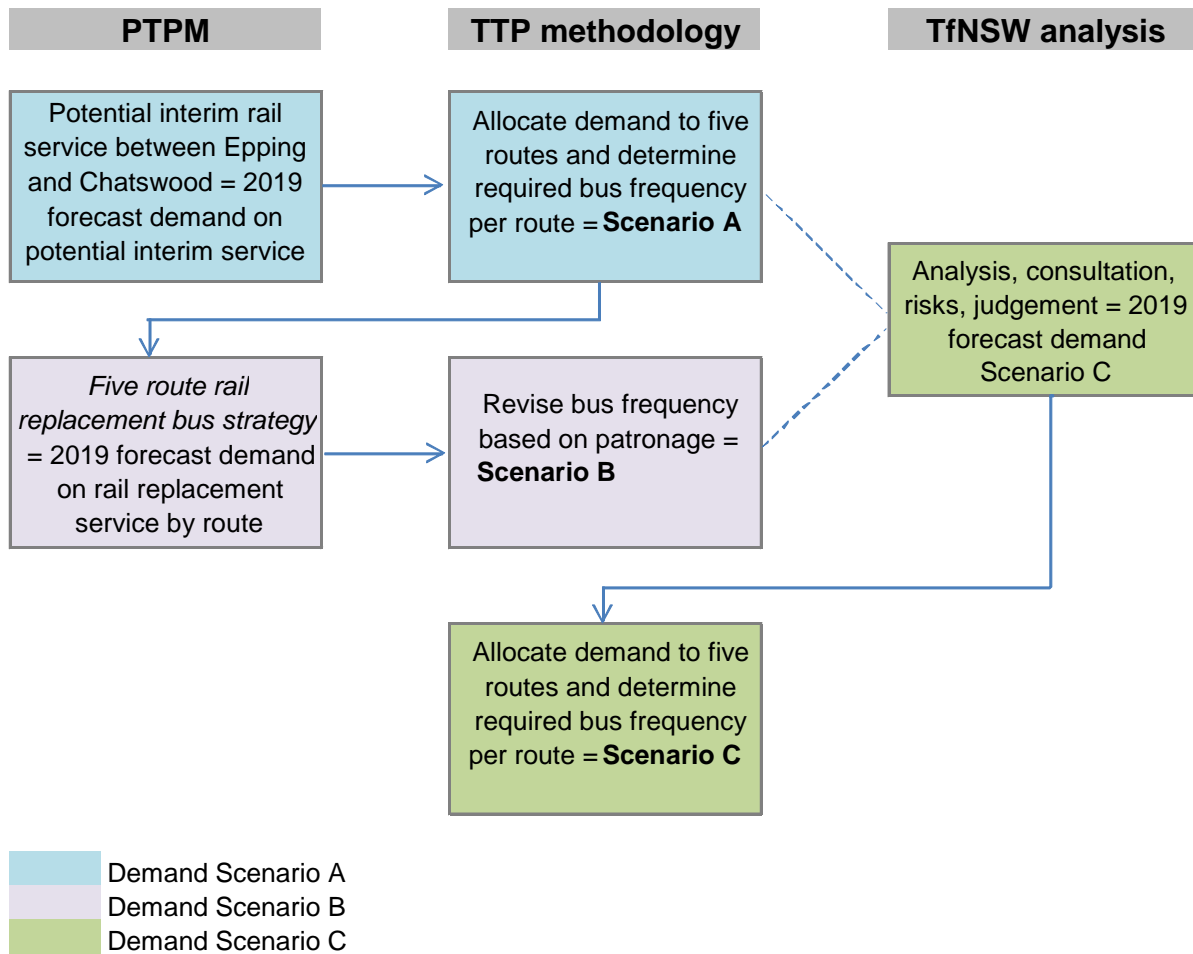 PTPM
TTP methodology
TfNSW analysis
Potential interim rail
service between Epping
and Chatswood = 2019
forecast demand on
potential interim service
Allocate demand to five
routes and determine
required bus frequency
per route = Scenario A
Analysis, consultation,
risks, judgement = 2019
forecast demand
Scenario C
Five route rail
replacement bus strategy
= 2019 forecast demand
on rail replacement
service by route
Revise bus frequency
based on patronage =
Scenario B
Allocate demand to five
routes and determine
required bus frequency
per route = Scenario C
Demand Scenario A
Demand Scenario B
Demand Scenario C